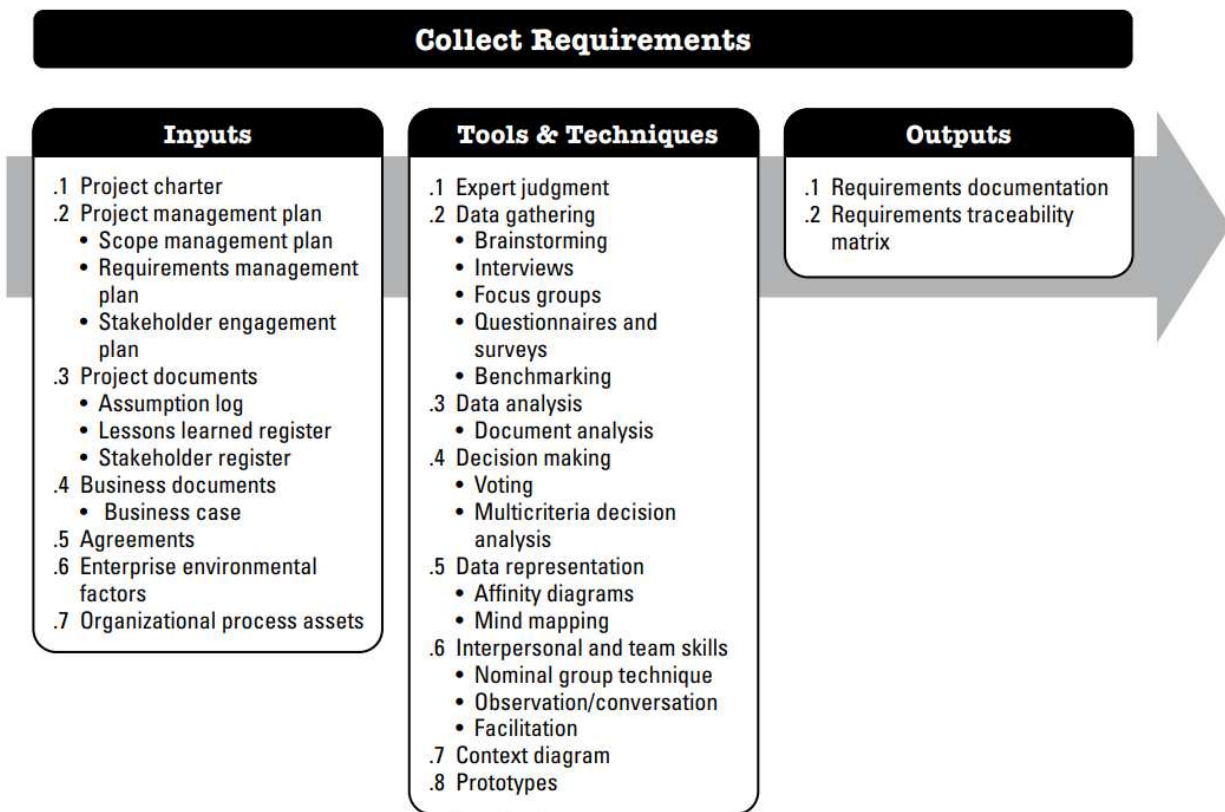 Collect Requirements
Inputs
.1 Project charter
.2 Project management plan
• Scope management plan
• Requirements management
plan
• Stakeholder engagement
plan
.3 Project documents
• Assumption log
• Lessons learned register
• Stakeholder register
.4 Business documents
• Business case
.5 Agreements
.6 Enterprise environmental
factors
.7 Organizational process assets
Tools & Techniques
.1 Expert judgment
.2 Data gathering
• Brainstorming
• Interviews
• Focus groups
• Questionnaires and
surveys
• Benchmarking
.3 Data analysis
• Document analysis
.4 Decision making
• Voting
• Multicriteria decision
analysis
.5 Data representation
• Affinity diagrams
• Mind mapping
.6 Interpersonal and team skills
• Nominal group technique
• Observation/conversation
• Facilitation
.7 Context diagram
.8 Prototypes
Outputs
.1 Requirements documentation
.2 Requirements traceability
matrix